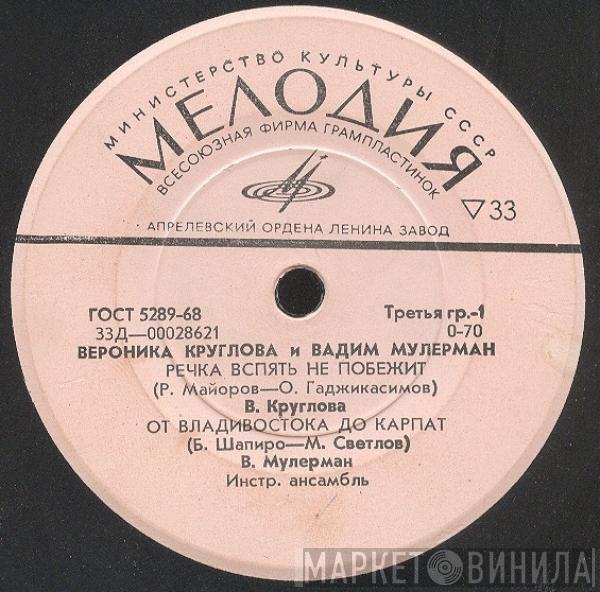 МИНИСТЕРСТВО КУЛЬТУРЫ СССР
МЕЛОДИЯ
ВСЕСОЮЗНАЯ ФИРМА ГРАМПЛАСТИНОК
▽33
АПРЕЛЕВСКИЙ ОРДЕНА ЛЕНИНА ЗАВОД
ГОСТ 5289-68 Третья гр.-1
33Д—00028621 0-70
ВЕРОНИКА КРУГЛОВА и ВАДИМ МУЛЕРМАН
РЕЧКА ВСПЯТЬ НЕ ПОБЕЖИТ
(Р. Майоров—О. Гаджикасимов)
В. Круглова
ОТ ВЛАДИВОСТОКА ДО КАРПАТ
(Б. Шапиро—М. Светлов)
В. Мулерман
Инстр. ансамбль
МАРКЕТ ВИНИЛА